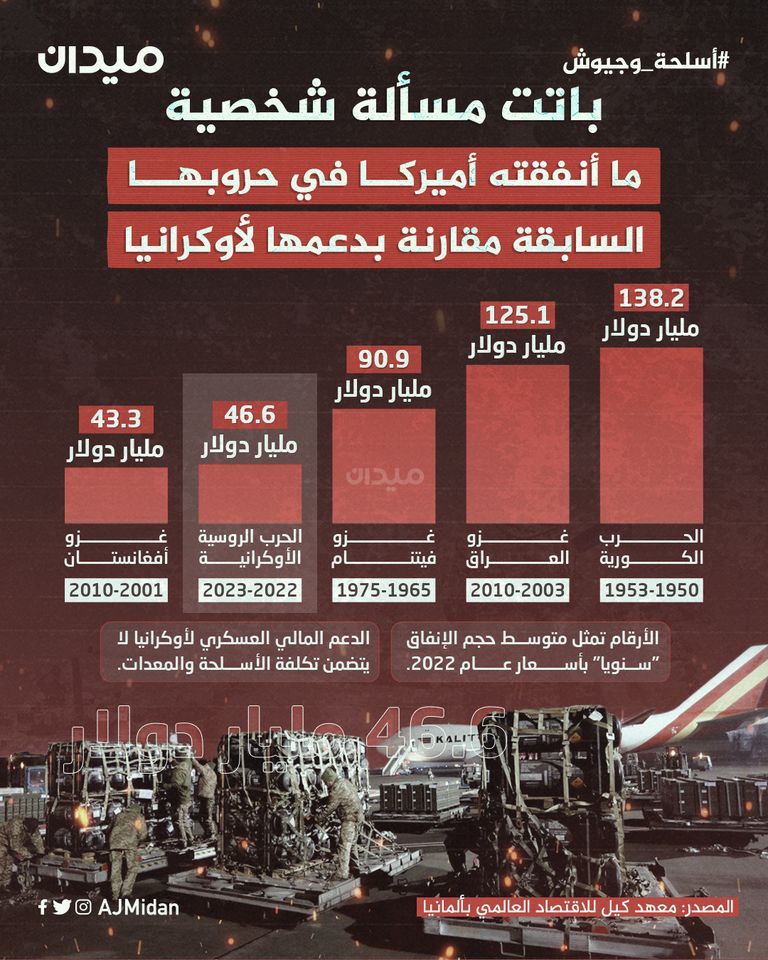 #أسلحة_وجيوش
ميدان
باتت مسألة شخصية
ما أنفقته أميركا في حروبها
السابقة مقارنة بدعمها لأوكرانيا
138.2
مليار دولار
الحرب
الكورية
1953-1950
125.1
مليار دولار
غزو
العراق
2010-2003
90.9
مليار دولار
غزو
فيتنام
1975-1965
46.6
مليار دولار
الحرب الروسية
الأوكرانية
2023-2022
43.3
مليار دولار
غزو
أفغانستان
2010-2001
ميدان
الأرقام تمثل متوسط حجم الإنفاق
"سنويا" بأسعار عام 2022.
الدعم المالي العسكري لأوكرانيا لا
يتضمن تكلفة الأسلحة والمعدات.
46.6 مليار دولار
KALIT
المصدر: معهد كيل للاقتصاد العالمي بألمانيا
AJMidan